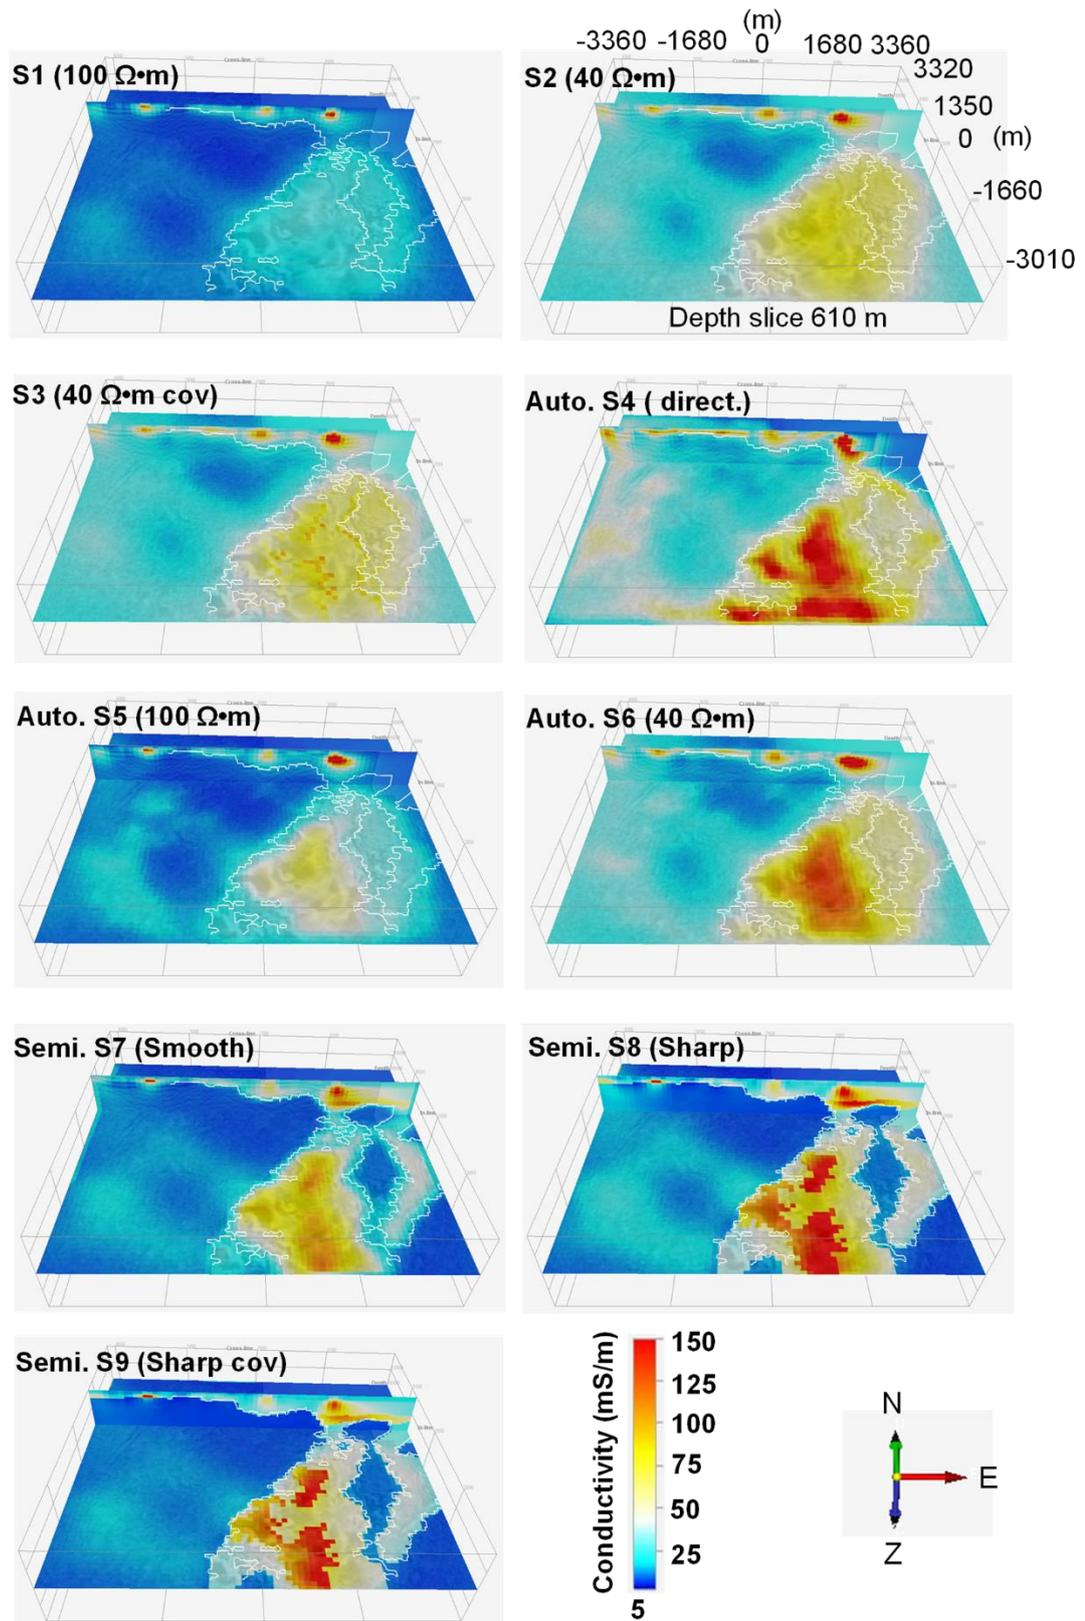 (m)
-3360 -1680 0 1680 3360
S1 (100 Ω•m)
S2 (40 Ω•m)
3320
1350
0 (m)
-1660
-3010
Depth slice 610 m
S3 (40 Ω•m cov)
Auto. S4 ( direct.)
Auto. S5 (100 Ω•m)
Auto. S6 (40 Ω•m)
Semi. S7 (Smooth)
Semi. S8 (Sharp)
Semi. S9 (Sharp cov)
Conductivity (mS/m)
150
125
100
75
50
25
5
N
E
Z